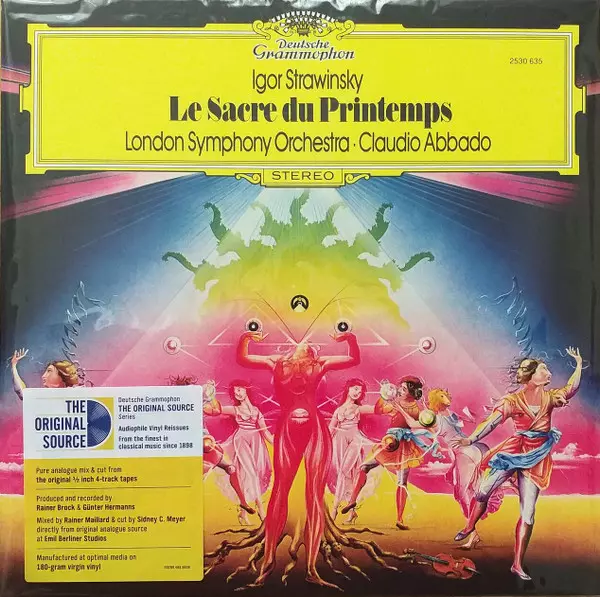 Deutsche
Grammophon
2530 635
Igor Strawinsky
Le Sacre du Printemps
London Symphony Orchestra · Claudio Abbado
STEREO
THE
ORIGINAL
SOURCE
Deutsche Grammophon
THE ORIGINAL SOURCE
Series
Audiophile Vinyl Reissues
From the finest in
classical music since 1898
Pure analogue mix & cut from
the original ½ inch 4-track tapes
Produced and recorded by
Rainer Brock & Günter Hermanns
Mixed by Rainer Maillard & cut by Sidney C. Meyer
directly from original analogue source
at Emil Berliner Studios
Manufactured at optimal media on
180-gram virgin vinyl